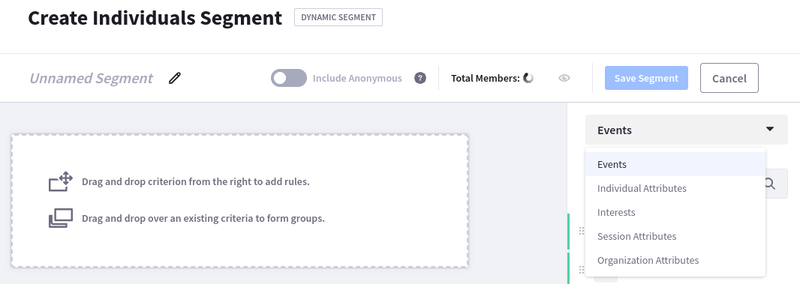 Create Individuals Segment DYNAMIC SEGMENT
Unnamed Segment Include Anonymous ? Total Members: Save Segment Cancel
Events
Drag and drop criterion from the right to add rules.
Drag and drop over an existing criteria to form groups.
Events
Individual Attributes
Interests
Session Attributes
Organization Attributes